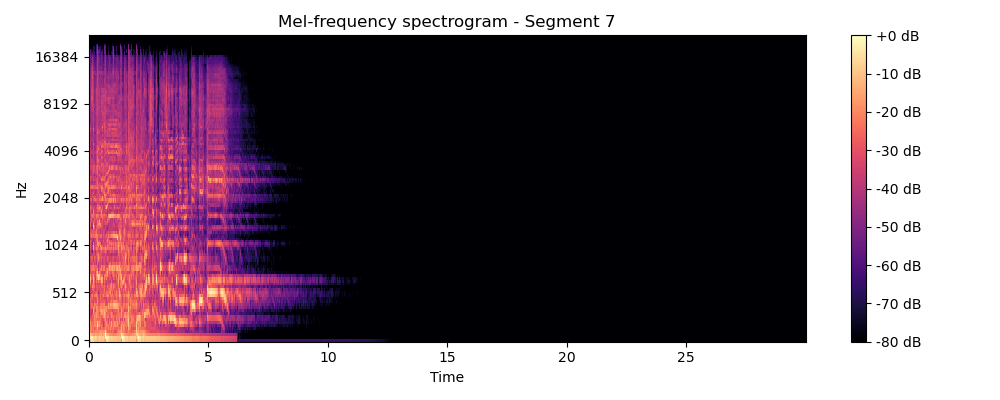 Mel-frequency spectrogram - Segment 7
Hz
16384
8192
4096
2048
1024
512
0
0 5 10 15 20 25
Time
+0 dB
-10 dB
-20 dB
-30 dB
-40 dB
-50 dB
-60 dB
-70 dB
-80 dB